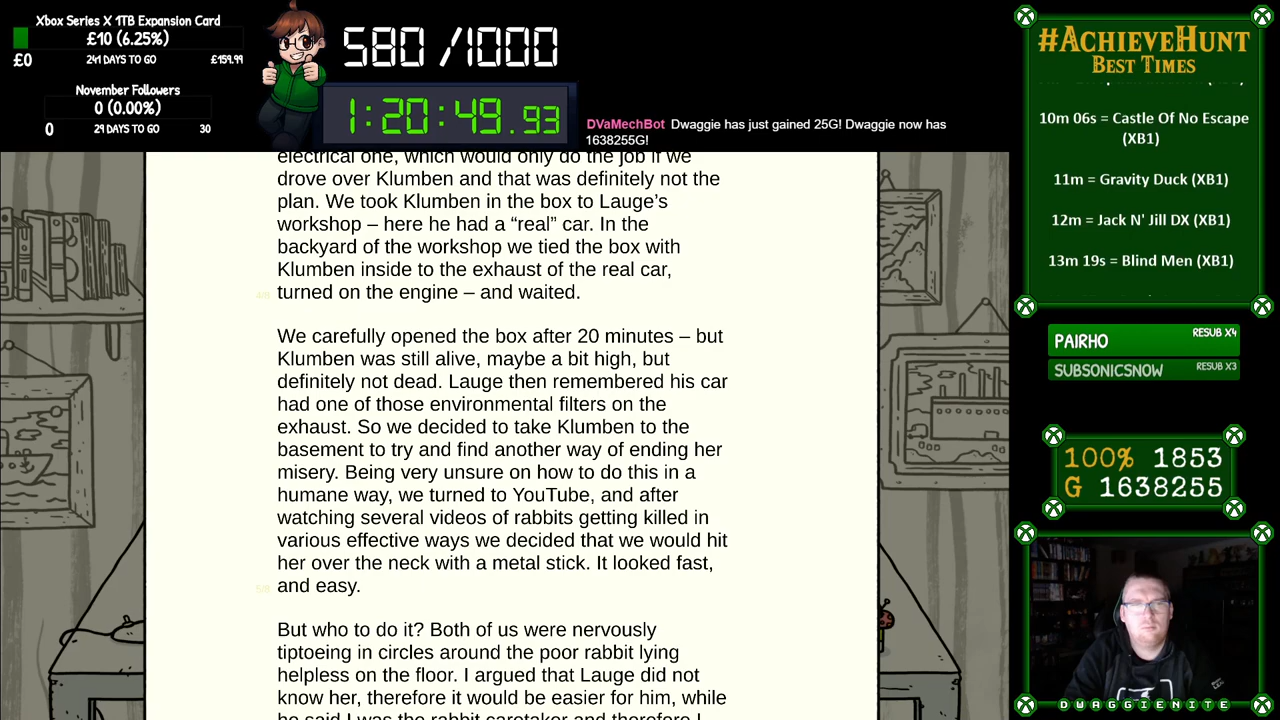 Xbox Series X 1TB Expansion Card
£10 (6.25%)
£0
241 DAYS TO GO
£159.99
November Followers
0 (0.00%)
0
29 DAYS TO GO
30
580 /1000
1:20:49.93
DVaMechBot Dwaggie has just gained 25G! Dwaggie now has
1638255G!
#ACHIEVEHUNT
BEST TIMES
10m 06s = Castle Of No Escape
(XB1)
11m = Gravity Duck (XB1)
12m = Jack N' Jill DX (XB1)
13m 19s = Blind Men (XB1)
PAIRHO
RESUB X4
SUBSONICSNOW
RESUB X3
100% 1853
G 1638255
DWAGGIENITE
electrical one, which would only do the job if we
drove over Klumben and that was definitely not the
plan. We took Klumben in the box to Lauge’s
workshop – here he had a “real” car. In the
backyard of the workshop we tied the box with
Klumben inside to the exhaust of the real car,
4/8 turned on the engine – and waited.
We carefully opened the box after 20 minutes – but
Klumben was still alive, maybe a bit high, but
definitely not dead. Lauge then remembered his car
had one of those environmental filters on the
exhaust. So we decided to take Klumben to the
basement to try and find another way of ending her
misery. Being very unsure on how to do this in a
humane way, we turned to YouTube, and after
watching several videos of rabbits getting killed in
various effective ways we decided that we would hit
her over the neck with a metal stick. It looked fast,
5/8 and easy.
But who to do it? Both of us were nervously
tiptoeing in circles around the poor rabbit lying
helpless on the floor. I argued that Lauge did not
know her, therefore it would be easier for him, while
he said I was the rabbit caretaker and therefore I